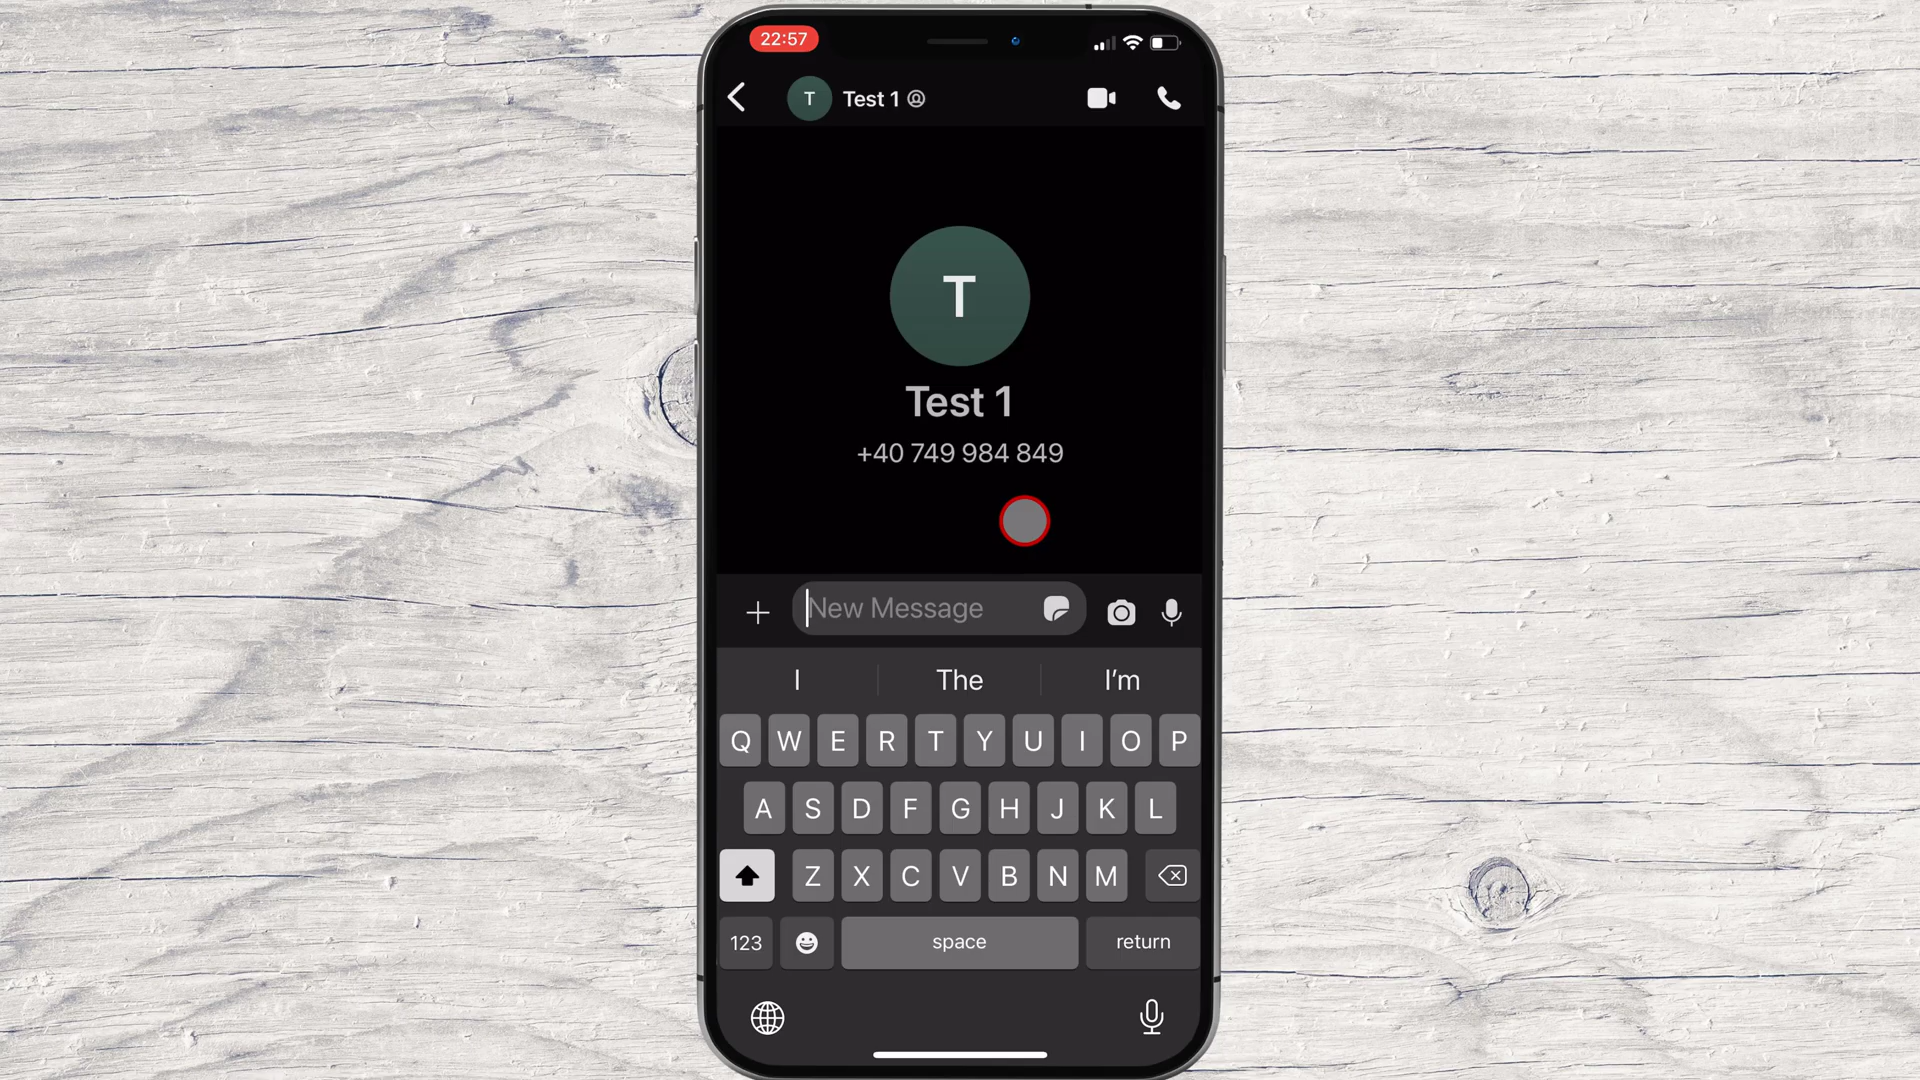 22:57
T Test 1
T
Test 1
+40 749 984 849
New Message
I The I'm
Q W E R T Y U I O P
A S D F G H J K L
Z X C V B N M
123 space return